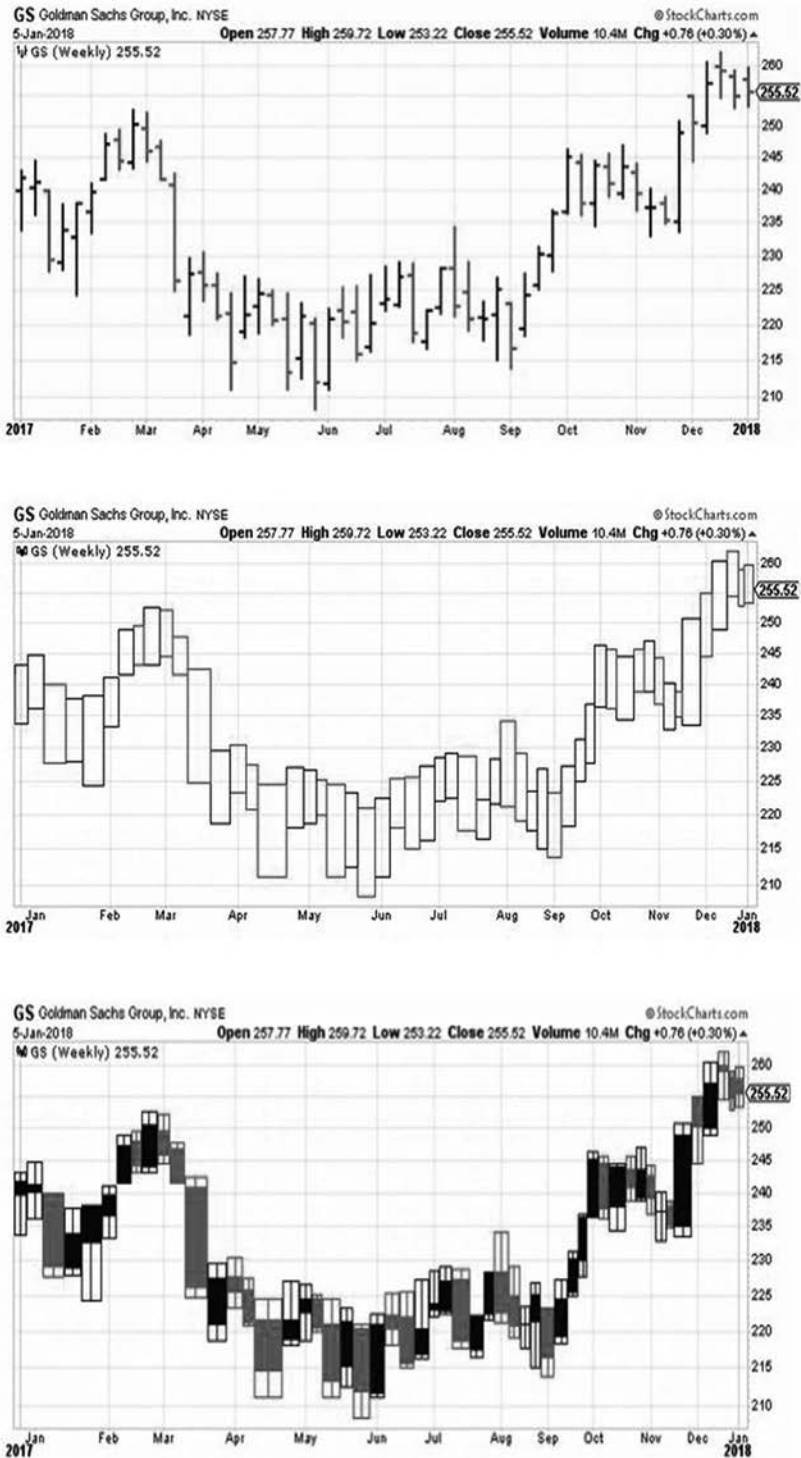 GS Goldman Sachs Group, Inc. NYSE © StockCharts.com
5-Jan-2018 Open 257.77 High 259.72 Low 253.22 Close 255.52 Volume 10.4M Chg +0.76 (+0.30%)
GS (Weekly) 255.52
260
255.52
250
245
240
235
230
225
220
215
210
2017 Feb Mar Apr May Jun Jul Aug Sep Oct Nov Dec 2018
GS Goldman Sachs Group, Inc. NYSE © StockCharts.com
5-Jan-2018 Open 257.77 High 259.72 Low 253.22 Close 255.52 Volume 10.4M Chg +0.76 (+0.30%)
GS (Weekly) 255.52
260
255.52
250
245
240
235
230
225
220
215
210
Jan Feb Mar Apr May Jun Jul Aug Sep Oct Nov Dec Jan
2017 2018
GS Goldman Sachs Group, Inc. NYSE © StockCharts.com
5-Jan-2018 Open 257.77 High 259.72 Low 253.22 Close 255.52 Volume 10.4M Chg +0.76 (+0.30%)
GS (Weekly) 255.52
260
255.52
250
245
240
235
230
225
220
215
210
Jan Feb Mar Apr May Jun Jul Aug Sep Oct Nov Dec Jan
2017 2018